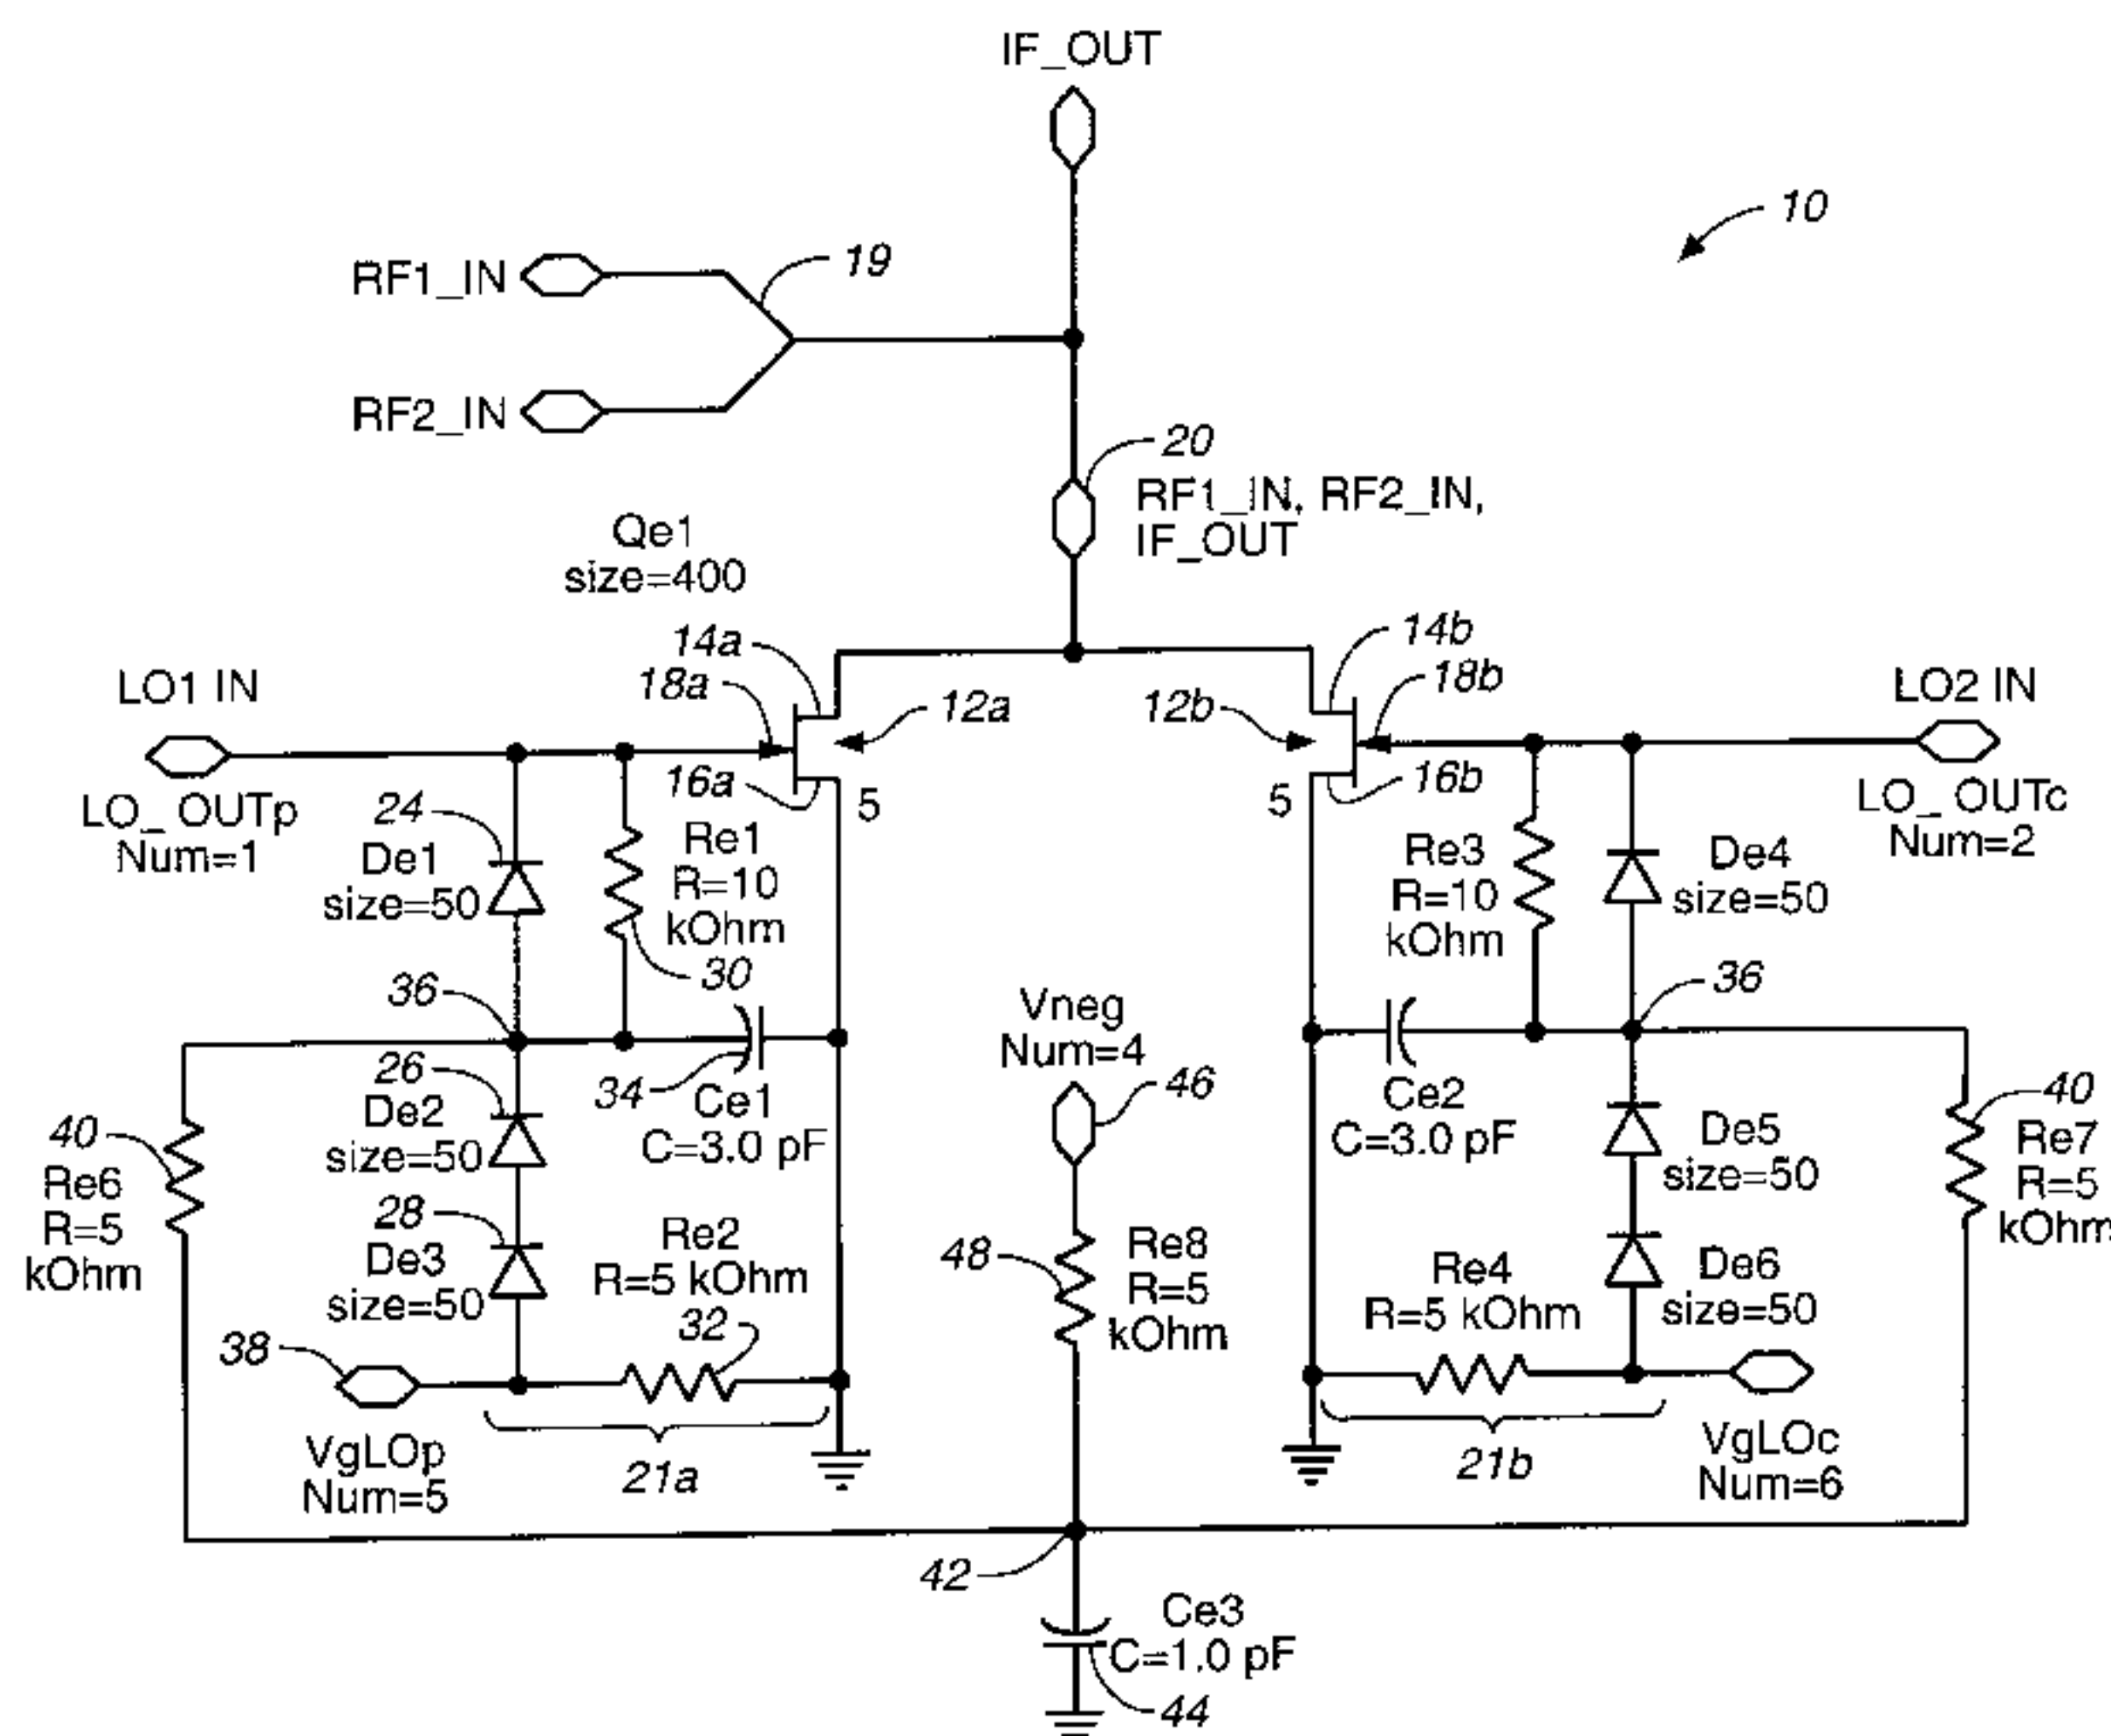 IF_OUT
10
19
RF1_IN
RF2_IN
20
RF1_IN, RF2_IN,
IF_OUT
Qe1
size=400
14a
18a
12a
16a
5
14b
18b
12b
16b
5
LO1 IN
LO_ OUTp
Num=1
LO2 IN
LO_ OUTc
Num=2
24
De1
size=50
Re1
R=10
kOhm
30
Re3
R=10
kOhm
De4
size=50
36
36
Vneg
Num=4
46
26
De2
size=50
34
Ce1
C=3.0 pF
Ce2
C=3.0 pF
De5
size=50
40
Re6
R=5
kOhm
40
Re7
R=5
kOhm
28
De3
size=50
Re2
R=5 kOhm
32
48
Re8
R=5
kOhm
Re4
R=5 kOhm
De6
size=50
38
VgLOp
Num=5
21a
21b
VgLOc
Num=6
42
Ce3
C=1.0 pF
44